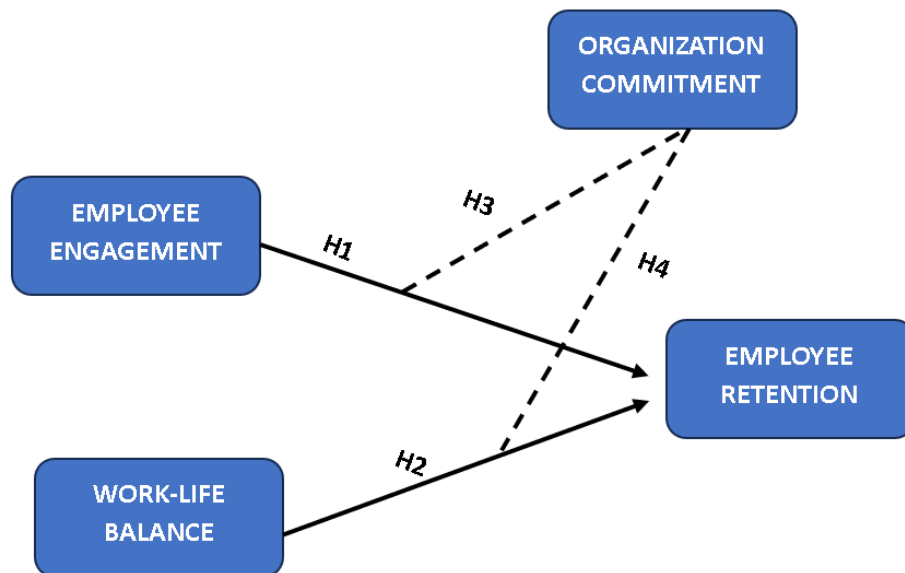 ORGANIZATION
COMMITMENT
EMPLOYEE
ENGAGEMENT
H3
H1
H4
EMPLOYEE
RETENTION
H2
WORK-LIFE
BALANCE